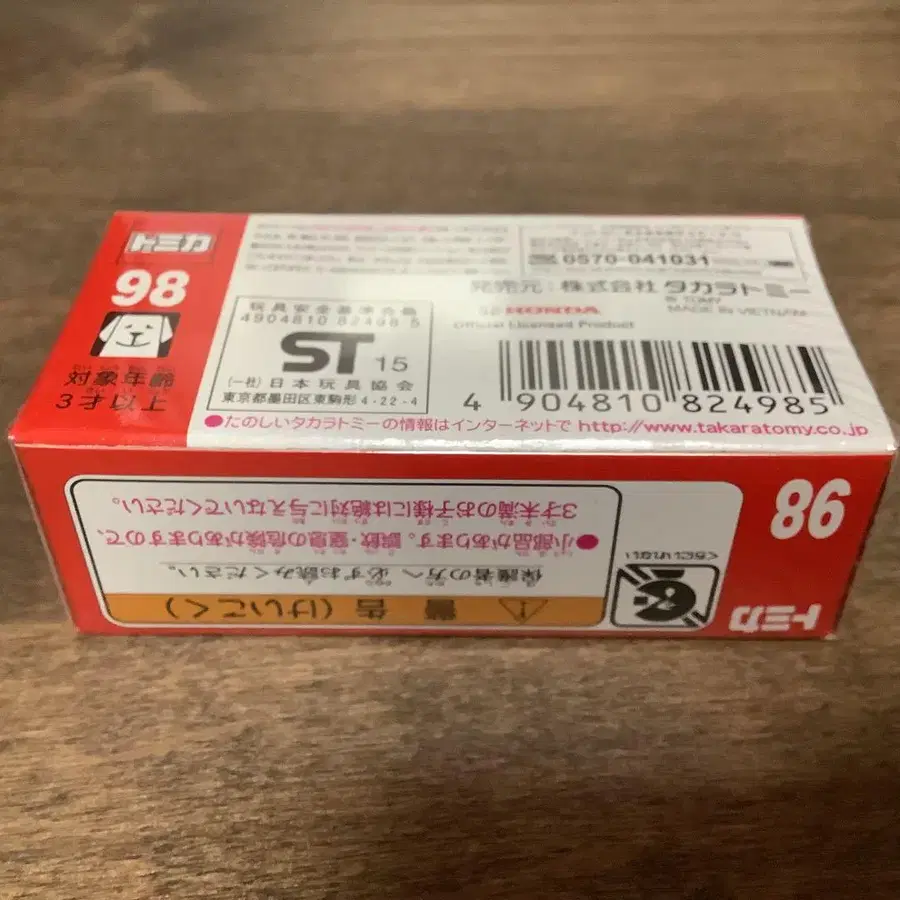 トミカ
98
対象年齢
3才以上
0570-041031
発売元：株式会社 タカラトミー
© TOMY MADE IN VIETNAM
HONDA
Official Licensed Product
玩具安全基準合格
4904810 82498 5
ST 15
(一社)日本玩具協会
東京都墨田区東駒形4-22-4
4 904810 824985
●たのしいタカラトミーの情報はインターネットで http://www.takaratomy.co.jp
98
トミカ
⚠ 警告(けいこく)
保護者の方へ 必ずお読みください。
●小部品があります。誤飲・窒息の危険がありますので、
3才未満のお子様には絶対に与えないでください。